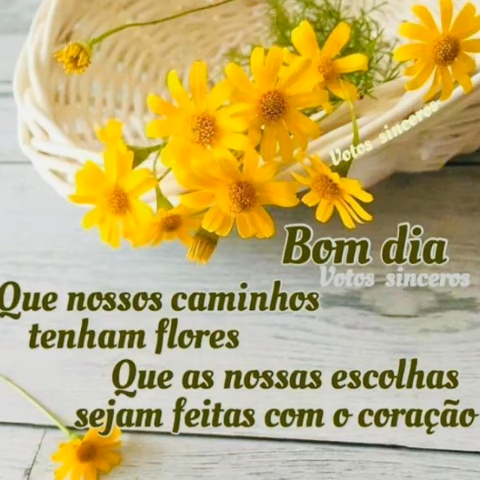 Votos sinceros
Bom dia
Votos sinceros
Que nossos caminhos
tenham flores
Que as nossas escolhas
sejam feitas com o coração